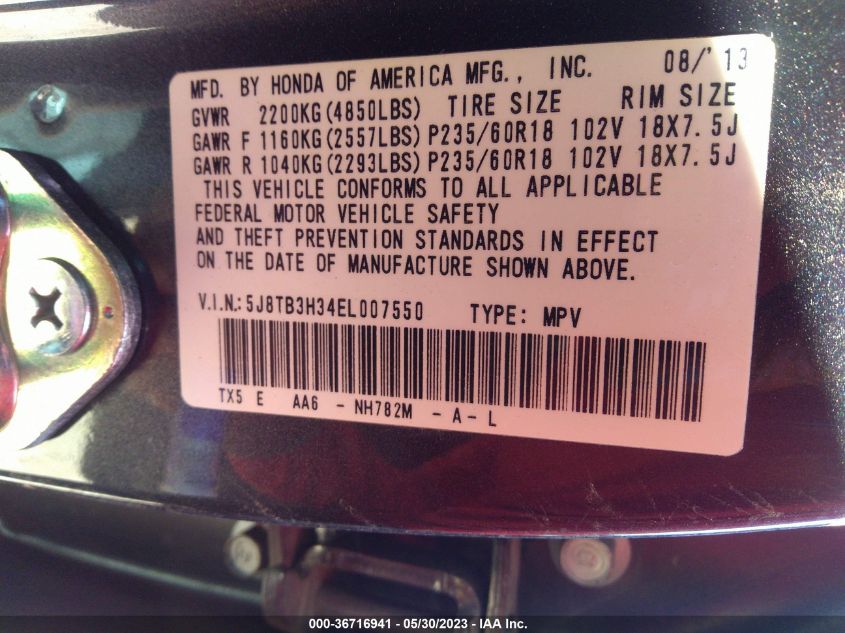 MFD. BY HONDA OF AMERICA MFG., INC. 08/'13
GVWR 2200KG(4850LBS) TIRE SIZE RIM SIZE
GAWR F 1160KG(2557LBS) P235/60R18 102V 18X7.5J
GAWR R 1040KG(2293LBS) P235/60R18 102V 18X7.5J
THIS VEHICLE CONFORMS TO ALL APPLICABLE
FEDERAL MOTOR VEHICLE SAFETY
AND THEFT PREVENTION STANDARDS IN EFFECT
ON THE DATE OF MANUFACTURE SHOWN ABOVE.
V.I.N.: 5J8TB3H34EL007550 TYPE: MPV
TX5 E AA6 - NH782M - A - L
000-36716941 - 05/30/2023 - IAA Inc.